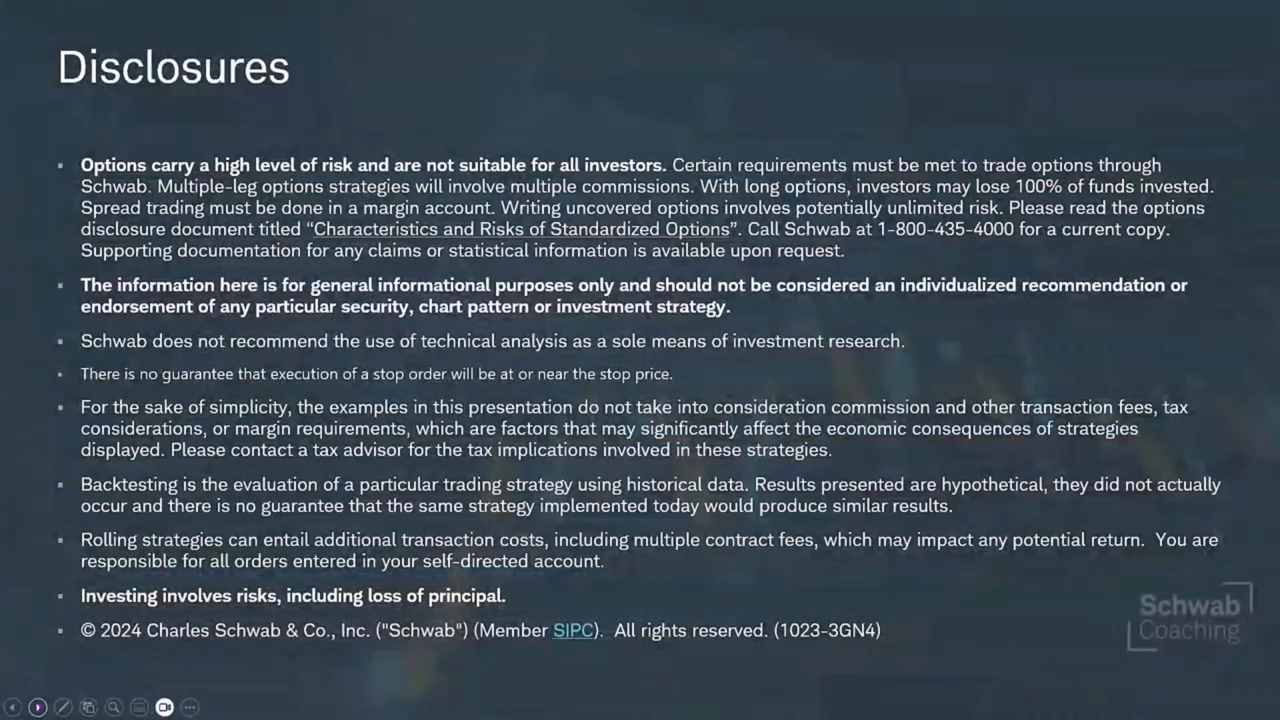 Disclosures
▪ Options carry a high level of risk and are not suitable for all investors. Certain requirements must be met to trade options through
Schwab. Multiple-leg options strategies will involve multiple commissions. With long options, investors may lose 100% of funds invested.
Spread trading must be done in a margin account. Writing uncovered options involves potentially unlimited risk. Please read the options
disclosure document titled “Characteristics and Risks of Standardized Options”. Call Schwab at 1-800-435-4000 for a current copy.
Supporting documentation for any claims or statistical information is available upon request.
▪ The information here is for general informational purposes only and should not be considered an individualized recommendation or
endorsement of any particular security, chart pattern or investment strategy.
▪ Schwab does not recommend the use of technical analysis as a sole means of investment research.
▪ There is no guarantee that execution of a stop order will be at or near the stop price.
▪ For the sake of simplicity, the examples in this presentation do not take into consideration commission and other transaction fees, tax
considerations, or margin requirements, which are factors that may significantly affect the economic consequences of strategies
displayed. Please contact a tax advisor for the tax implications involved in these strategies.
▪ Backtesting is the evaluation of a particular trading strategy using historical data. Results presented are hypothetical, they did not actually
occur and there is no guarantee that the same strategy implemented today would produce similar results.
▪ Rolling strategies can entail additional transaction costs, including multiple contract fees, which may impact any potential return. You are
responsible for all orders entered in your self-directed account.
▪ Investing involves risks, including loss of principal.
▪ © 2024 Charles Schwab & Co., Inc. ("Schwab") (Member SIPC). All rights reserved. (1023-3GN4)
Schwab
Coaching